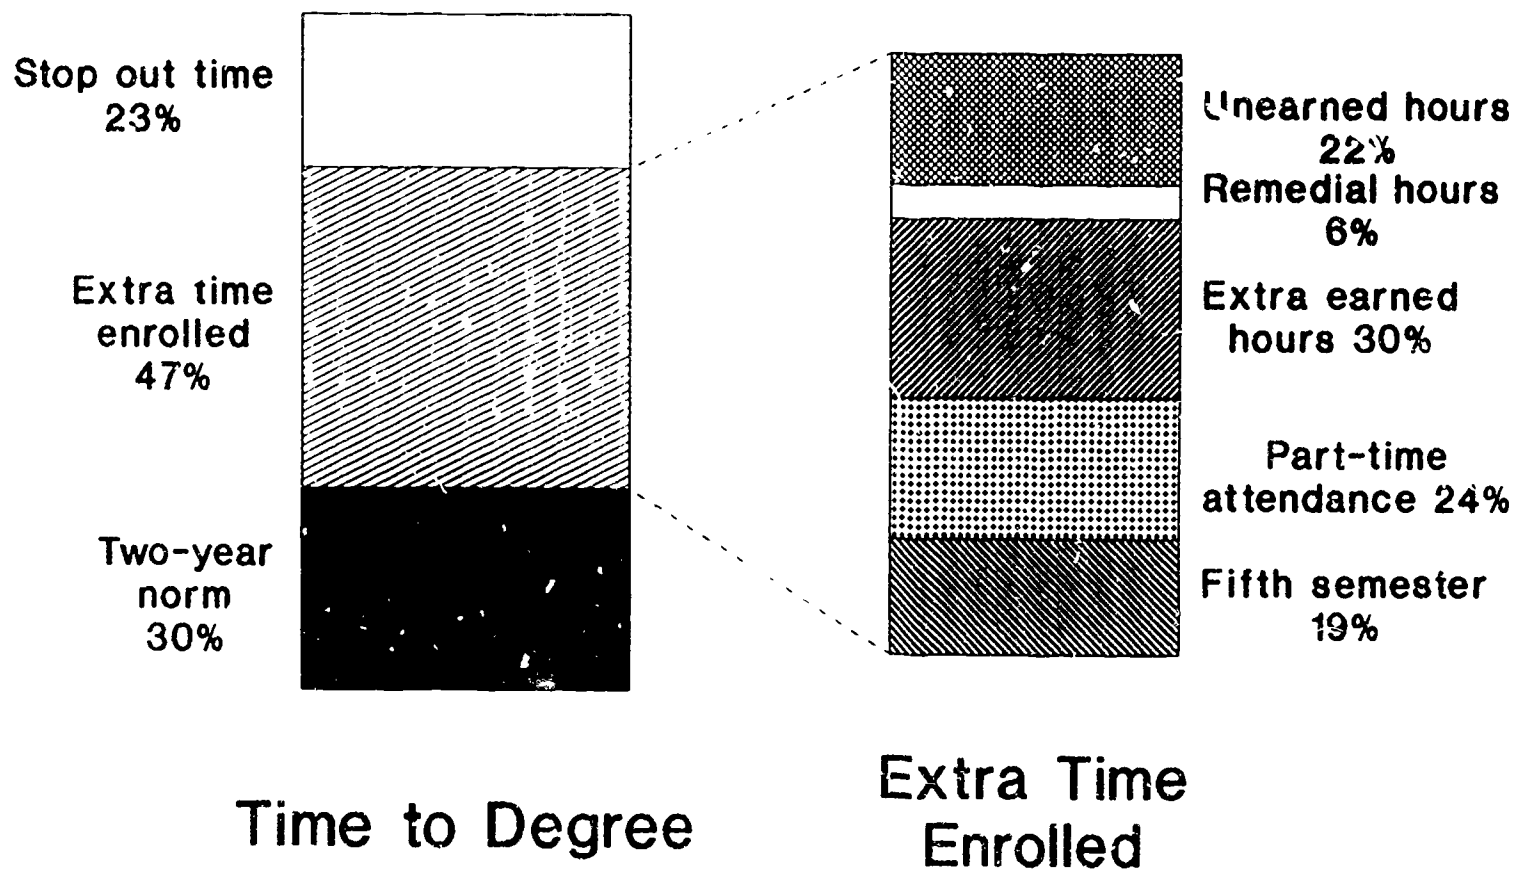 Stop out time
23%
Extra time
enrolled
47%
Two-year
norm
30%
Time to Degree
Unearned hours
22%
Remedial hours
6%
Extra earned
hours 30%
Part-time
attendance 24%
Fifth semester
19%
Extra Time
Enrolled